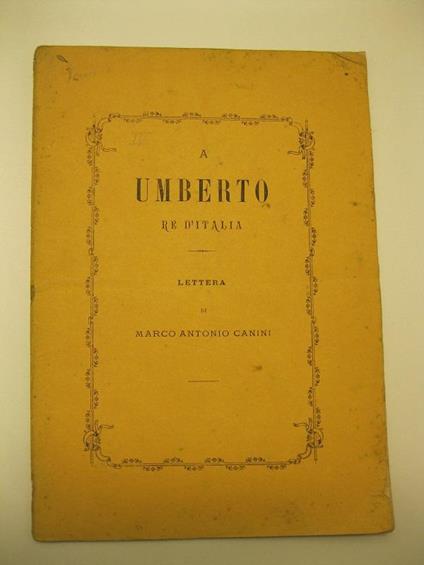 A
UMBERTO
RE D'ITALIA
LETTERA
DI
MARCO ANTONIO CANINI